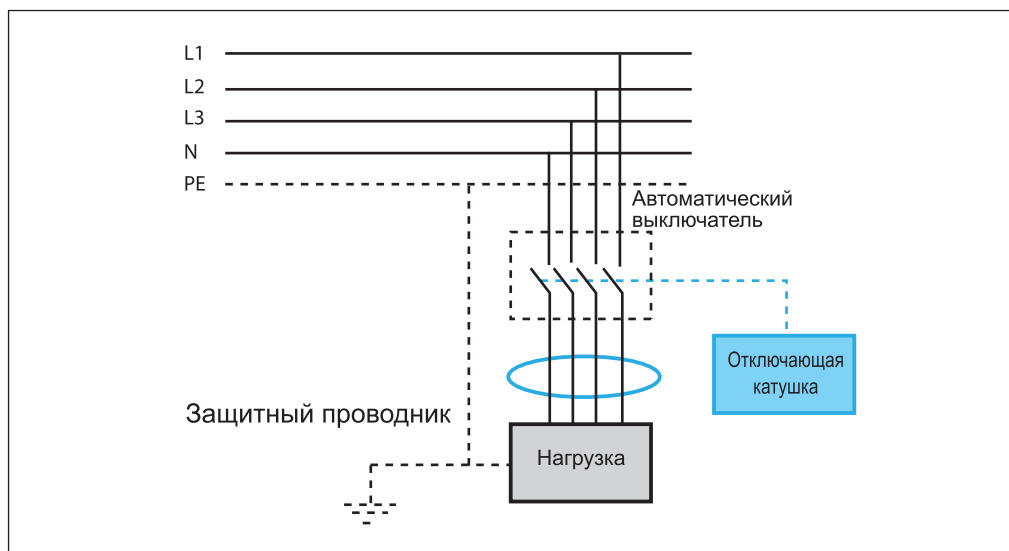 L1
L2
L3
N
PE
Автоматический
выключатель
Отключающая
катушка
Защитный проводник
Нагрузка